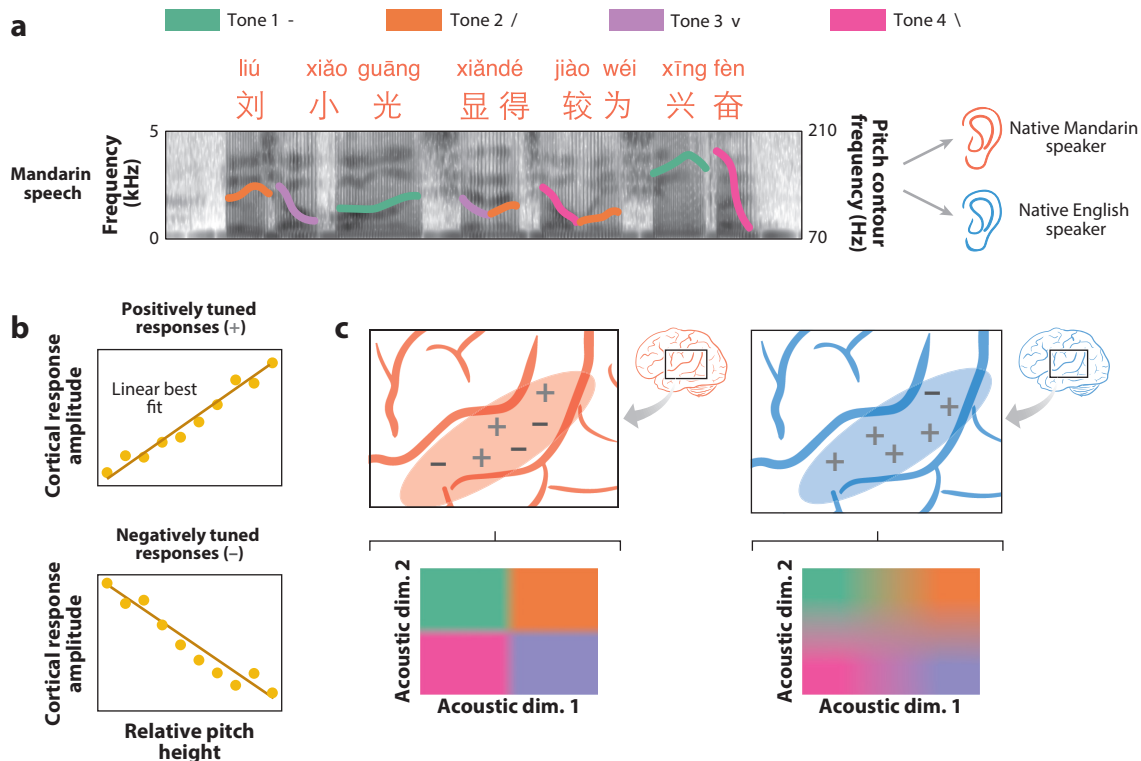 a
Tone 1 -
Tone 2 /
Tone 3 v
Tone 4 \
liú xiǎo guāng xiǎndé jiào wéi xīng fèn
刘 小 光 显 得 较 为 兴 奋
Mandarin
speech
Frequency
(kHz)
5
0
210
70
Pitch contour
frequency (Hz)
Native Mandarin
speaker
Native English
speaker
b
Positively tuned
responses (+)
Cortical response
amplitude
Linear best
fit
Negatively tuned
responses (–)
Cortical response
amplitude
Relative pitch
height
c
+
+
–
–
+
–
–
+
+
+
+
+
Acoustic dim. 2
Acoustic dim. 1
Acoustic dim. 2
Acoustic dim. 1